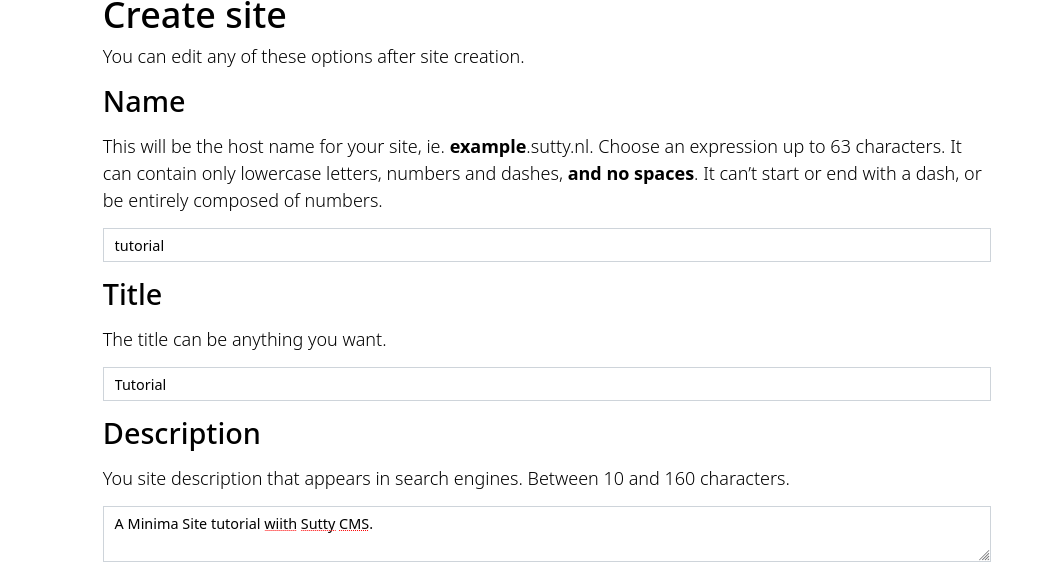 Create site
You can edit any of these options after site creation.
Name
This will be the host name for your site, ie. example.sutty.nl. Choose an expression up to 63 characters. It
can contain only lowercase letters, numbers and dashes, and no spaces. It can’t start or end with a dash, or
be entirely composed of numbers.
tutorial
Title
The title can be anything you want.
Tutorial
Description
You site description that appears in search engines. Between 10 and 160 characters.
A Minima Site tutorial wiith Sutty CMS.